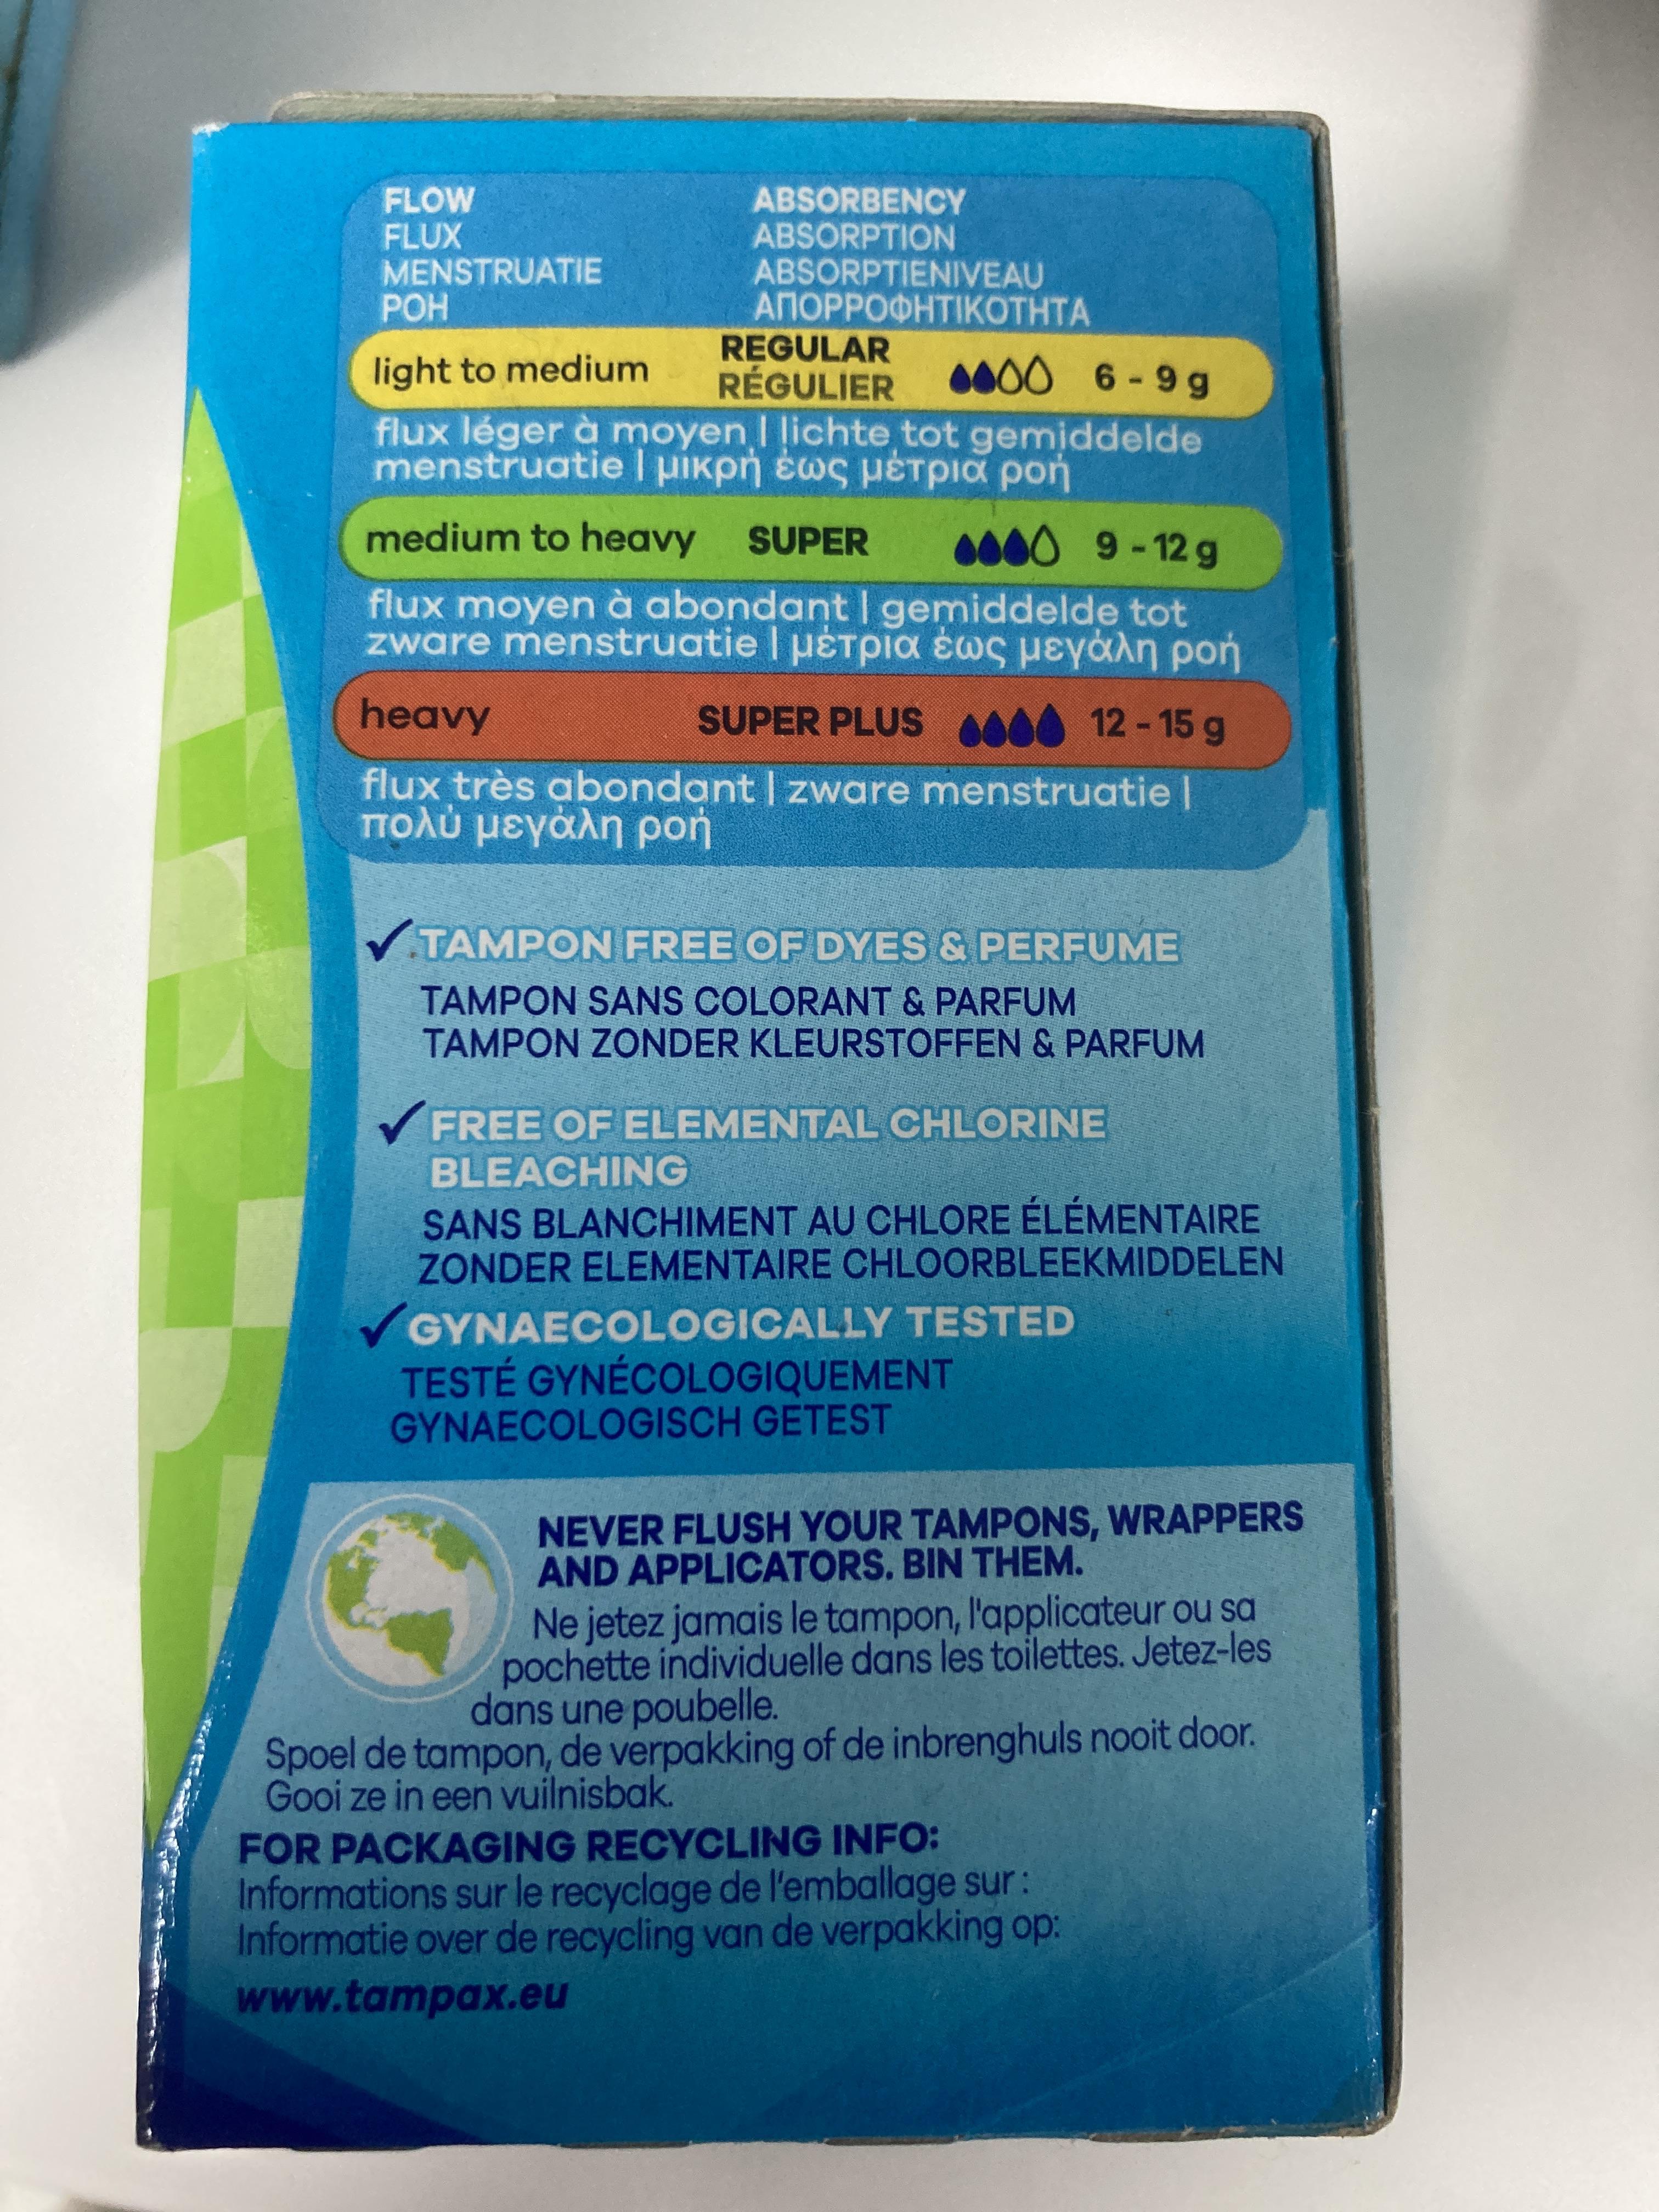 FLOW
FLUX
MENSTRUATIE
ΡΟΗ
ABSORBENCY
ABSORPTION
ABSORPTIENIVEAU
ΑΠΟΡΡΟΦΗΤΙΚΟΤΗΤΑ
light to medium REGULAR 6 - 9 g
RÉGULIER
flux léger à moyen | lichte tot gemiddelde
menstruatie | μικρή έως μέτρια ροή
medium to heavy SUPER 9 - 12 g
flux moyen à abondant | gemiddelde tot
zware menstruatie | μέτρια έως μεγάλη ροή
heavy SUPER PLUS 12 - 15 g
flux très abondant | zware menstruatie |
πολύ μεγάλη ροή
✓ TAMPON FREE OF DYES & PERFUME
TAMPON SANS COLORANT & PARFUM
TAMPON ZONDER KLEURSTOFFEN & PARFUM
✓ FREE OF ELEMENTAL CHLORINE
BLEACHING
SANS BLANCHIMENT AU CHLORE ÉLÉMENTAIRE
ZONDER ELEMENTAIRE CHLOORBLEEKMIDDELEN
✓ GYNAECOLOGICALLY TESTED
TESTÉ GYNÉCOLOGIQUEMENT
GYNAECOLOGISCH GETEST
NEVER FLUSH YOUR TAMPONS, WRAPPERS
AND APPLICATORS. BIN THEM.
Ne jetez jamais le tampon, l'applicateur ou sa
pochette individuelle dans les toilettes. Jetez-les
dans une poubelle.
Spoel de tampon, de verpakking of de inbrenghuls nooit door.
Gooi ze in een vuilnisbak.
FOR PACKAGING RECYCLING INFO:
Informations sur le recyclage de l'emballage sur :
Informatie over de recycling van de verpakking op:
www.tampax.eu